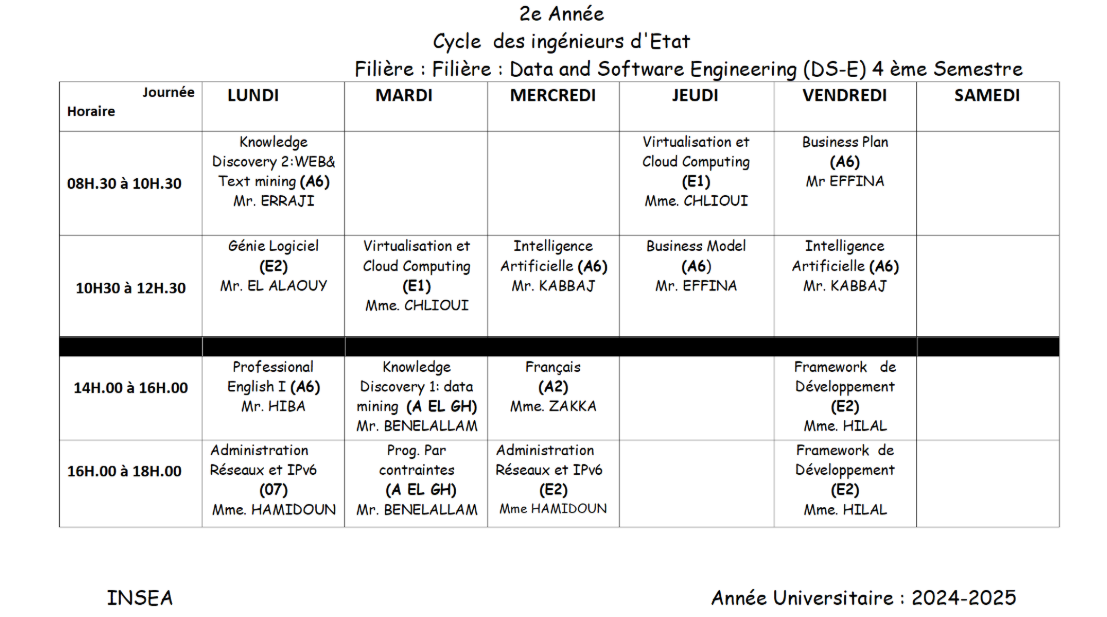 2e Année
Cycle des ingénieurs d'Etat
Filière : Filière : Data and Software Engineering (DS-E) 4 ème Semestre
Journée
Horaire
LUNDI
MARDI
MERCREDI
JEUDI
VENDREDI
SAMEDI
08H.30 à 10H.30
Knowledge
Discovery 2:WEB&
Text mining (A6)
Mr. ERRAJI
Virtualisation et
Cloud Computing
(E1)
Mme. CHLIOUI
Business Plan
(A6)
Mr EFFINA
10H30 à 12H.30
Génie Logiciel
(E2)
Mr. EL ALAOUY
Virtualisation et
Cloud Computing
(E1)
Mme. CHLIOUI
Intelligence
Artificielle (A6)
Mr. KABBAJ
Business Model
(A6)
Mr. EFFINA
Intelligence
Artificielle (A6)
Mr. KABBAJ
14H.00 à 16H.00
Professional
English I (A6)
Mr. HIBA
Knowledge
Discovery 1: data
mining (A EL GH)
Mr. BENELALLAM
Français
(A2)
Mme. ZAKKA
Framework de
Développement
(E2)
Mme. HILAL
16H.00 à 18H.00
Administration
Réseaux et IPv6
(07)
Mme. HAMIDOUN
Prog. Par
contraintes
(A EL GH)
Mr. BENELALLAM
Administration
Réseaux et IPv6
(E2)
Mme HAMIDOUN
Framework de
Développement
(E2)
Mme. HILAL
INSEA
Année Universitaire : 2024-2025